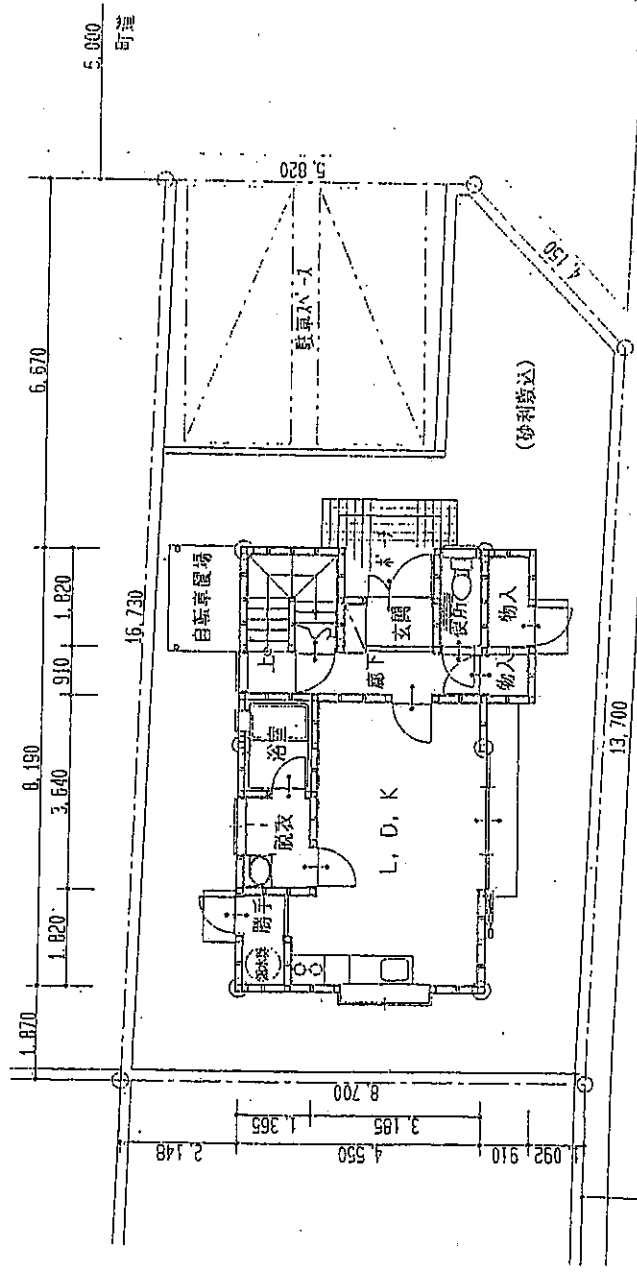 5,000
町道
6,670
8,190
1,870
1,820
910
3,640
1,820
16,730
5,820
駐車スペース
4,150
(砂利敷込)
自転車置場
上
玄関
便所
物入
廊下
物入
浴室
脱衣
勝手
L, D, K
13,700
8,700
1,365
3,185
2,148
4,550
910
1,092